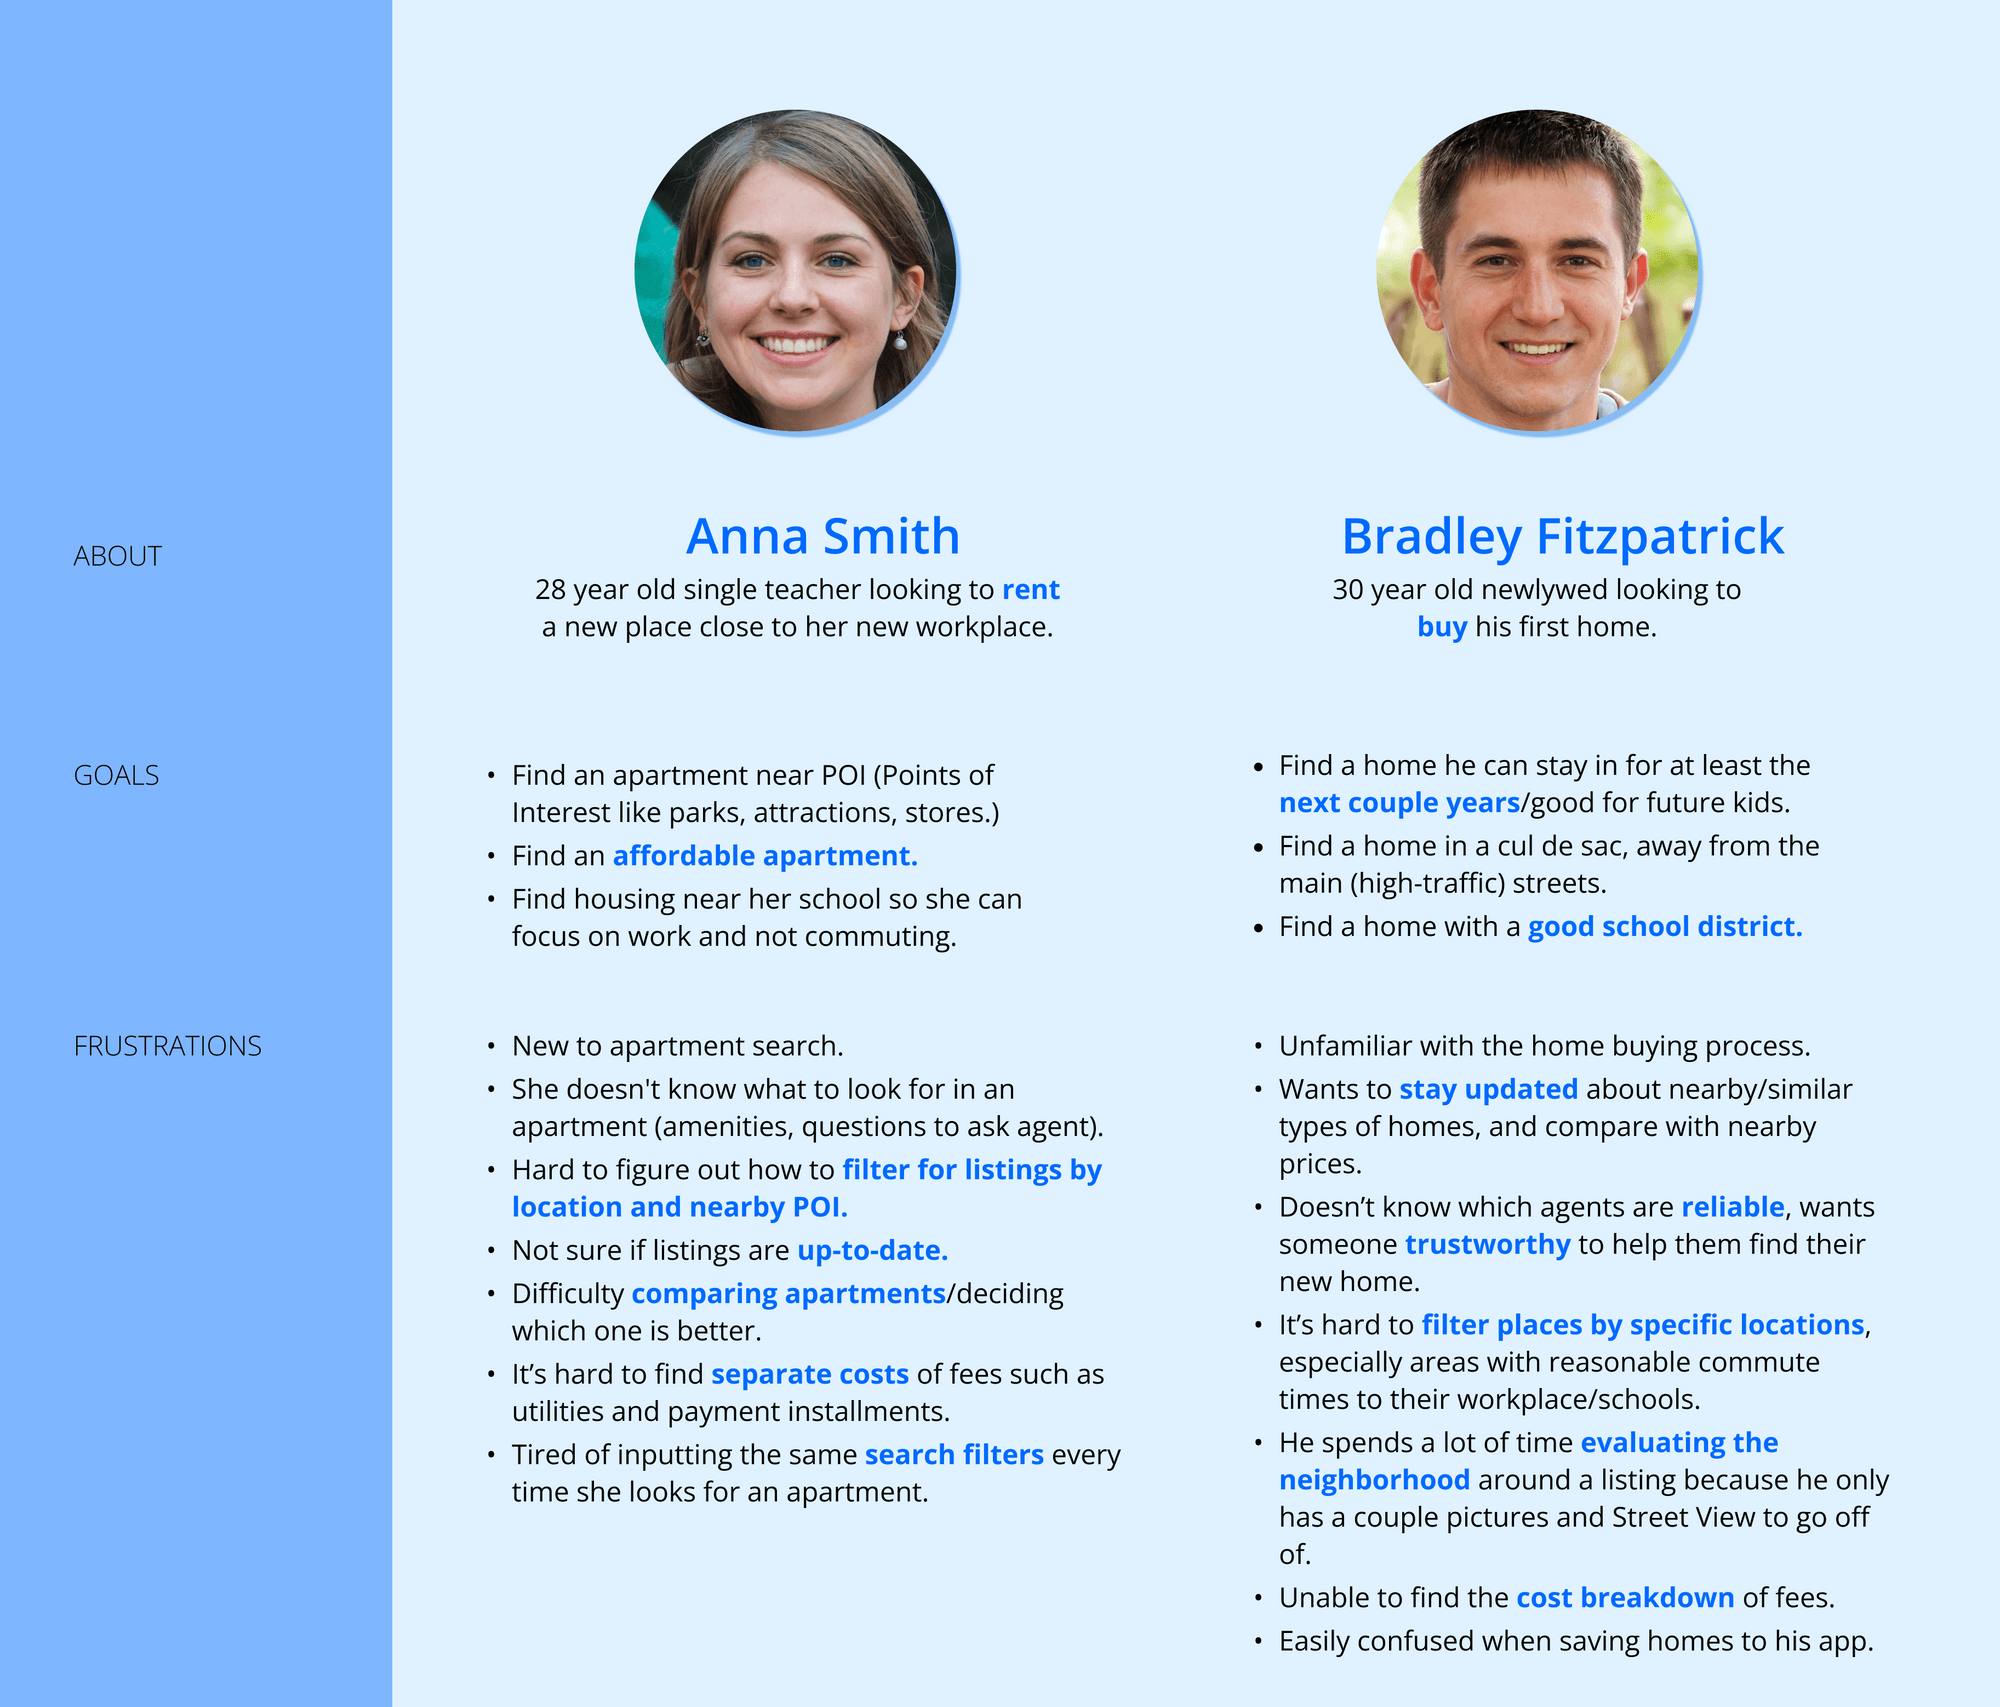 ABOUT
Anna Smith
28 year old single teacher looking to rent
a new place close to her new workplace.
Bradley Fitzpatrick
30 year old newlywed looking to
buy his first home.
GOALS
• Find an apartment near POI (Points of
Interest like parks, attractions, stores.)
• Find an affordable apartment.
• Find housing near her school so she can
focus on work and not commuting.
• Find a home he can stay in for at least the
next couple years/good for future kids.
• Find a home in a cul de sac, away from the
main (high-traffic) streets.
• Find a home with a good school district.
FRUSTRATIONS
• New to apartment search.
• She doesn't know what to look for in an
apartment (amenities, questions to ask agent).
• Hard to figure out how to filter for listings by
location and nearby POI.
• Not sure if listings are up-to-date.
• Difficulty comparing apartments/deciding
which one is better.
• It’s hard to find separate costs of fees such as
utilities and payment installments.
• Tired of inputting the same search filters every
time she looks for an apartment.
• Unfamiliar with the home buying process.
• Wants to stay updated about nearby/similar
types of homes, and compare with nearby
prices.
• Doesn’t know which agents are reliable, wants
someone trustworthy to help them find their
new home.
• It’s hard to filter places by specific locations,
especially areas with reasonable commute
times to their workplace/schools.
• He spends a lot of time evaluating the
neighborhood around a listing because he only
has a couple pictures and Street View to go off
of.
• Unable to find the cost breakdown of fees.
• Easily confused when saving homes to his app.